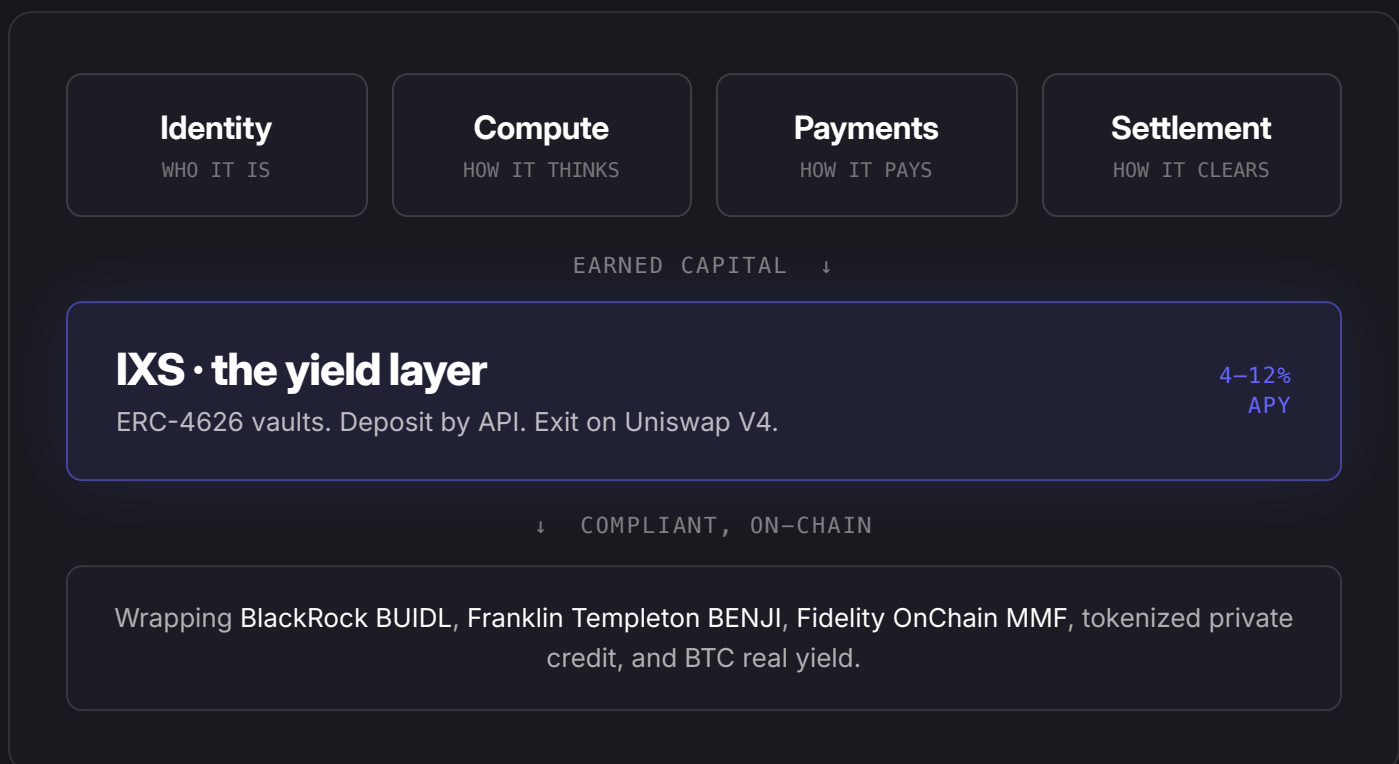 Identity
WHO IT IS
Compute
HOW IT THINKS
Payments
HOW IT PAYS
Settlement
HOW IT CLEARS
EARNED CAPITAL ↓
IXS · the yield layer
ERC-4626 vaults. Deposit by API. Exit on Uniswap V4.
4–12%
APY
↓ COMPLIANT, ON-CHAIN
Wrapping BlackRock BUIDL, Franklin Templeton BENJI, Fidelity OnChain MMF, tokenized private
credit, and BTC real yield.